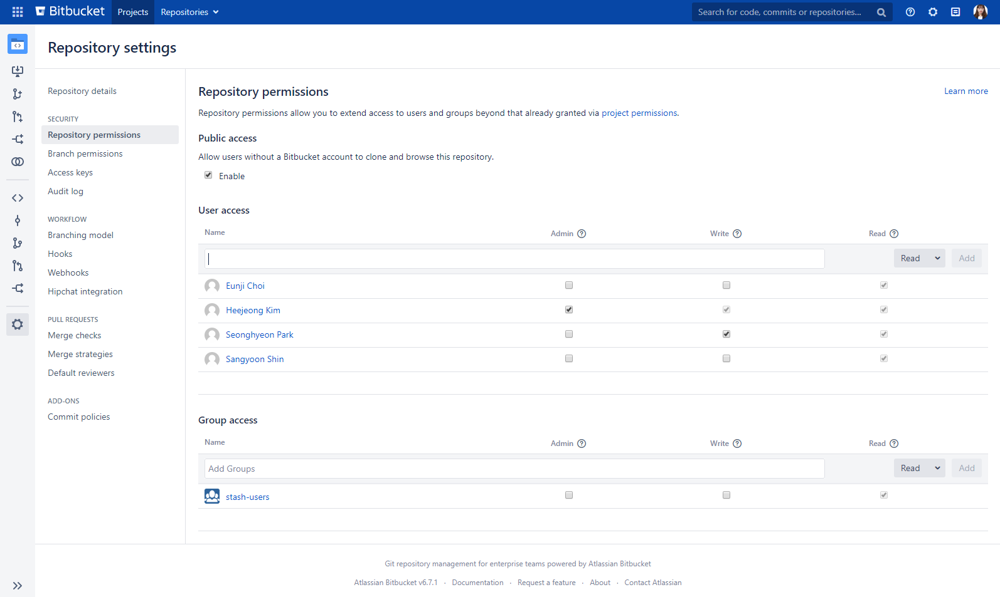 Bitbucket Projects Repositories Search for code, commits or repositories...
Repository settings
Repository details
SECURITY
Repository permissions
Branch permissions
Access keys
Audit log
WORKFLOW
Branching model
Hooks
Webhooks
Hipchat integration
PULL REQUESTS
Merge checks
Merge strategies
Default reviewers
ADD-ONS
Commit policies
Repository permissions Learn more
Repository permissions allow you to extend access to users and groups beyond that already granted via project permissions.
Public access
Allow users without a Bitbucket account to clone and browse this repository.
Enable
User access
Name Admin Write Read
Read Add
Eunji Choi
Heejeong Kim
Seonghyeon Park
Sangyoon Shin
Group access
Name Admin Write Read
Add Groups Read Add
stash-users
Git repository management for enterprise teams powered by Atlassian Bitbucket
Atlassian Bitbucket v6.7.1 · Documentation · Request a feature · About · Contact Atlassian